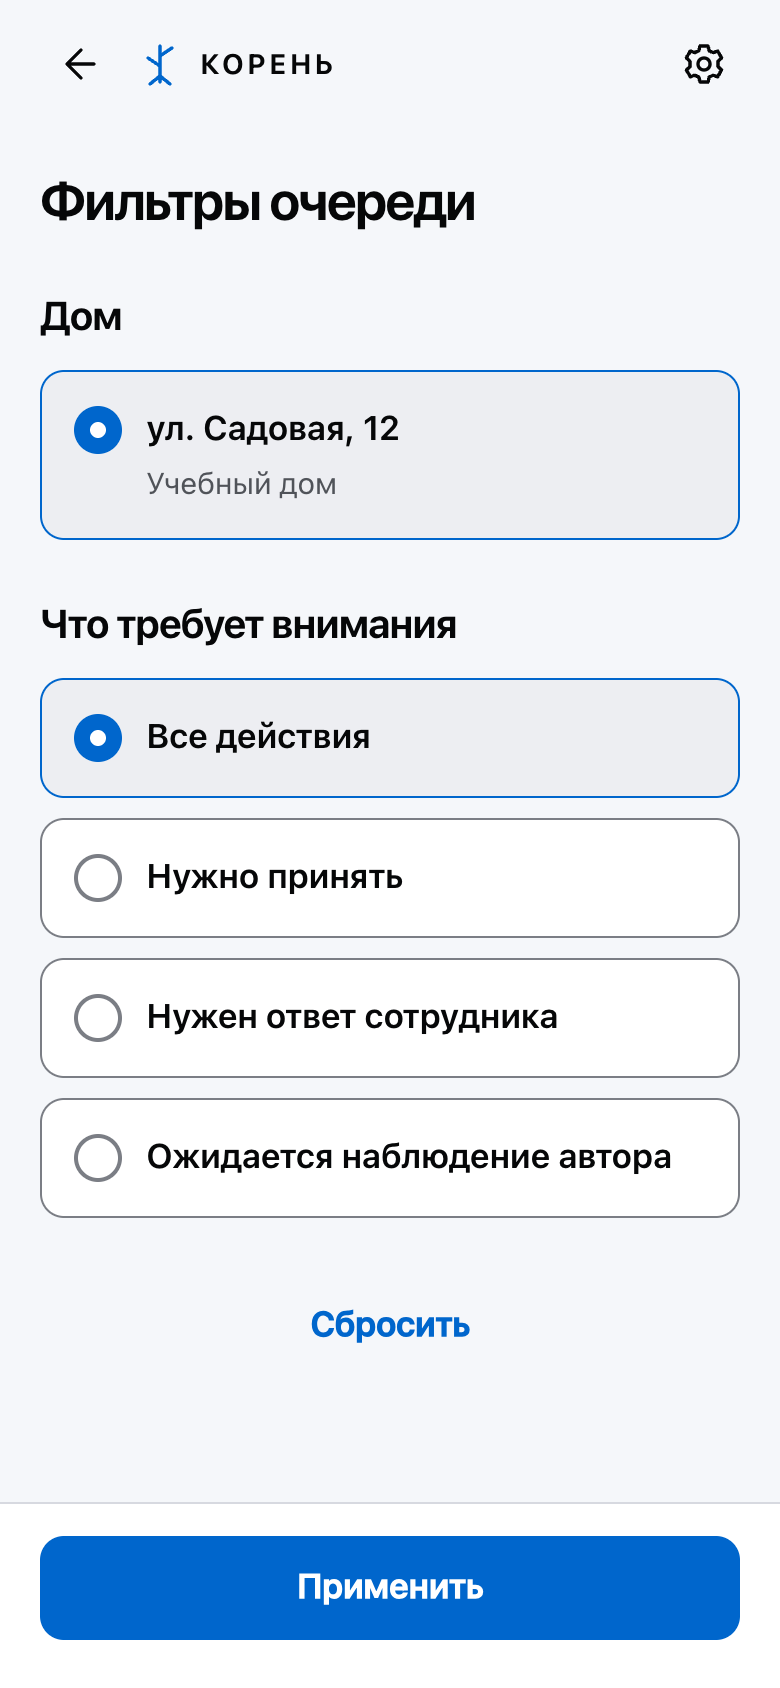 КОРЕНЬ
Фильтры очереди
Дом
ул. Садовая, 12
Учебный дом
Что требует внимания
Все действия
Нужно принять
Нужен ответ сотрудника
Ожидается наблюдение автора
Сбросить
Применить